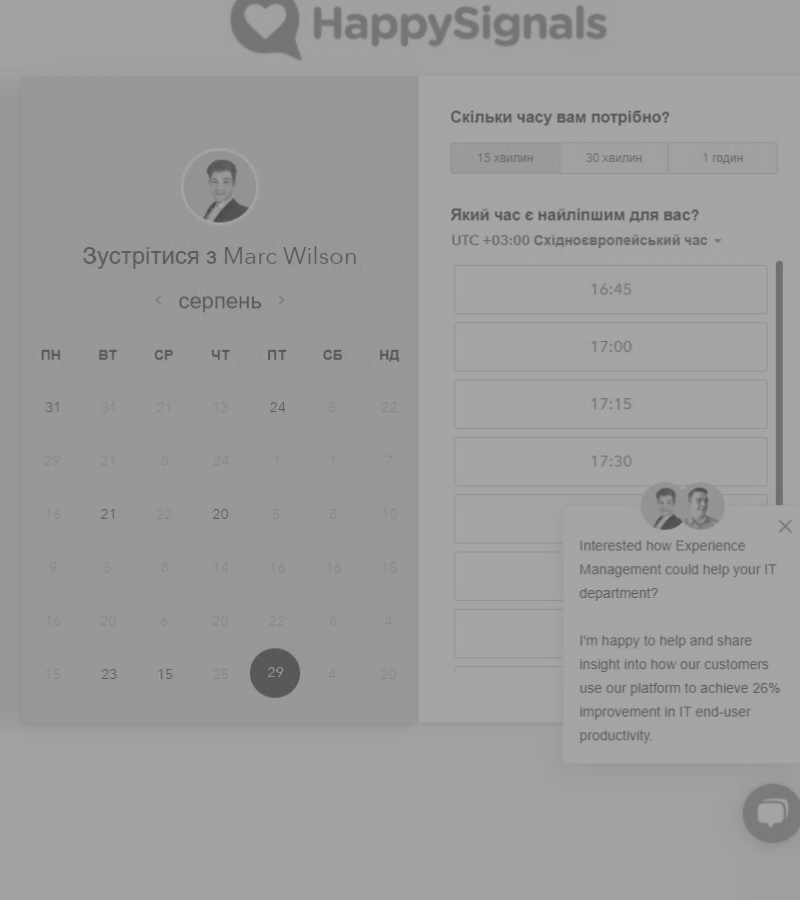 HappySignals
Зустрітися з Marc Wilson
серпень
ПН ВТ СР ЧТ ПТ СБ НД
31 31 21 13 24 5 22
29 21 8 24 1 1 7
16 21 22 20 5 8 10
9 5 8 14 16 16 15
16 20 6 20 22 8 4
15 23 15 25 29 4 20
Скільки часу вам потрібно?
15 хвилин 30 хвилин 1 годин
Який час є найліпшим для вас?
UTC +03:00 Східноєвропейський час
16:45
17:00
17:15
17:30
Interested how Experience
Management could help your IT
department?
I'm happy to help and share
insight into how our customers
use our platform to achieve 26%
improvement in IT end-user
productivity.